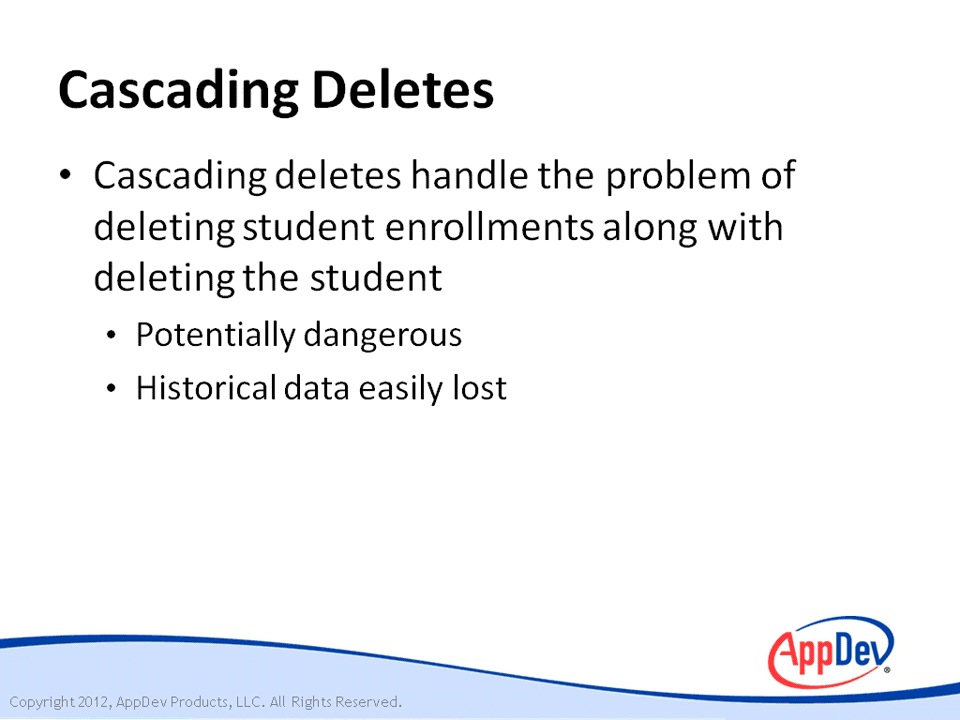 Cascading Deletes
• Cascading deletes handle the problem of
deleting student enrollments along with
deleting the student
• Potentially dangerous
• Historical data easily lost
AppDev®
Copyright 2012, AppDev Products, LLC. All Rights Reserved.